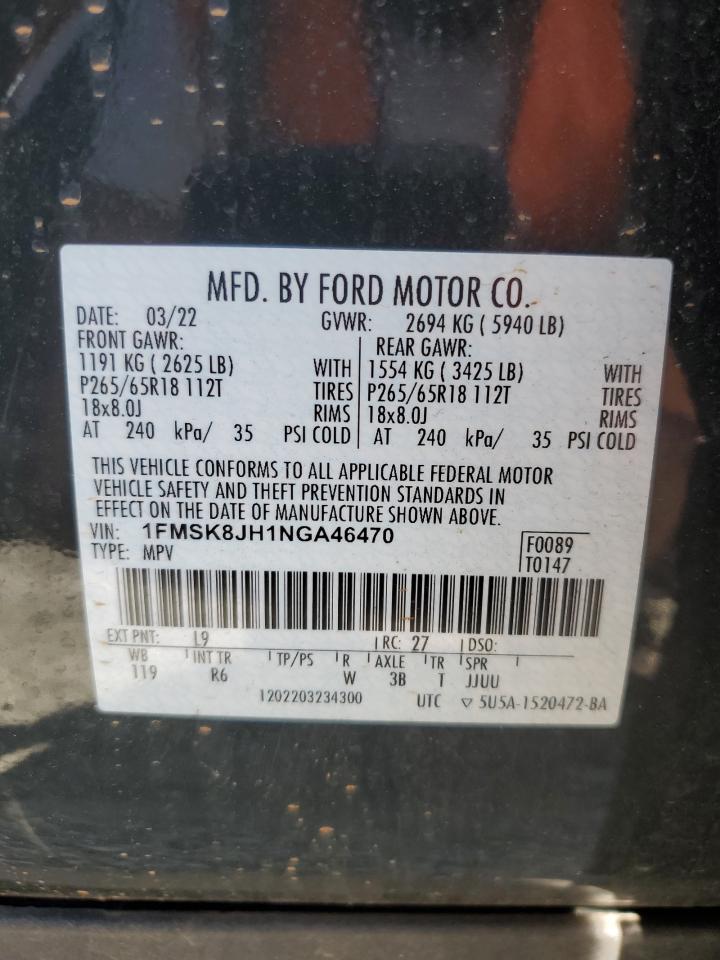 MFD. BY FORD MOTOR CO.
DATE: 03/22 GVWR: 2694 KG ( 5940 LB)
FRONT GAWR: REAR GAWR:
1191 KG ( 2625 LB) WITH 1554 KG ( 3425 LB) WITH
P265/65R18 112T TIRES P265/65R18 112T TIRES
18x8.0J RIMS 18x8.0J RIMS
AT 240 kPa/ 35 PSI COLD AT 240 kPa/ 35 PSI COLD
THIS VEHICLE CONFORMS TO ALL APPLICABLE FEDERAL MOTOR
VEHICLE SAFETY AND THEFT PREVENTION STANDARDS IN
EFFECT ON THE DATE OF MANUFACTURE SHOWN ABOVE.
VIN: 1FMSK8JH1NGA46470 F0089
TYPE: MPV T0147
EXT PNT: L9 RC: 27 DSO:
WB INT TR TP/PS R AXLE TR SPR
119 R6 W 3B T JJUU
1202203234300 UTC ▽ 5U5A-1520472-BA